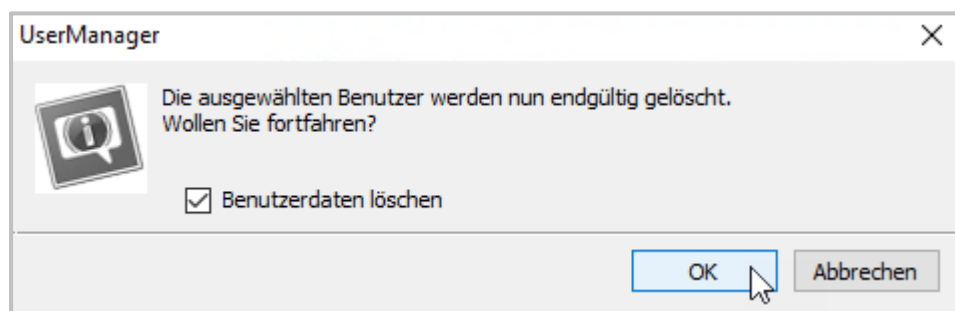 UserManager
Die ausgewählten Benutzer werden nun endgültig gelöscht.
Wollen Sie fortfahren?
Benutzerdaten löschen
OK
Abbrechen